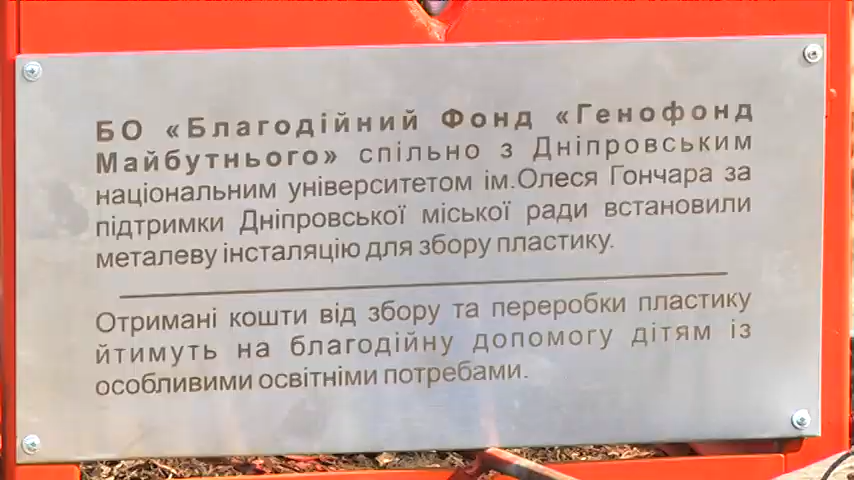 БО «Благодійний Фонд «Генофонд
Майбутнього» спільно з Дніпровським
національним університетом ім.Олеся Гончара за
підтримки Дніпровської міської ради встановили
металеву інсталяцію для збору пластику.
Отримані кошти від збору та переробки пластику
йтимуть на благодійну допомогу дітям із
особливими освітніми потребами.